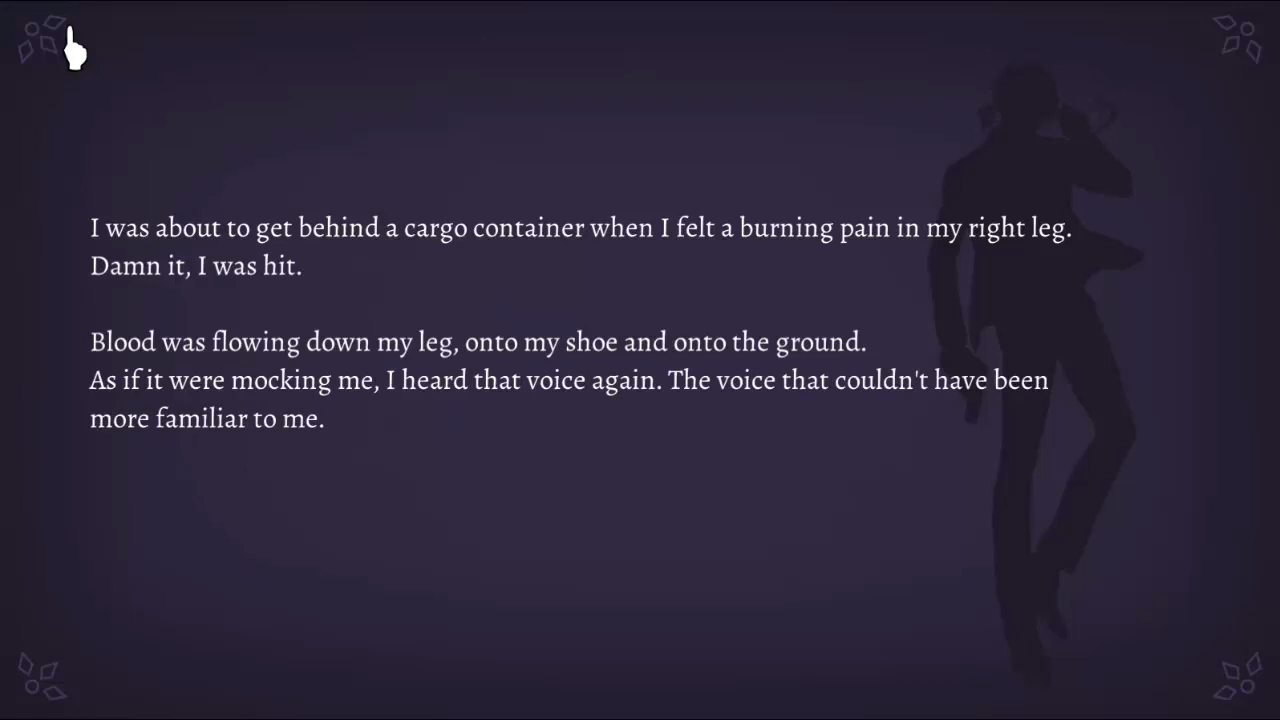 I was about to get behind a cargo container when I felt a burning pain in my right leg.
Damn it, I was hit.
Blood was flowing down my leg, onto my shoe and onto the ground.
As if it were mocking me, I heard that voice again. The voice that couldn't have been
more familiar to me.